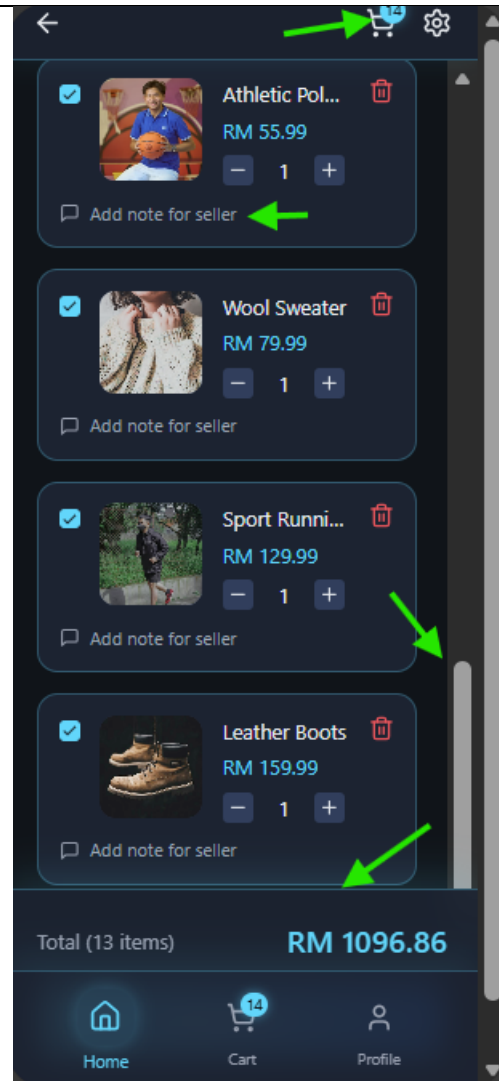 14
Athletic Pol...
RM 55.99
1
Add note for seller
Wool Sweater
RM 79.99
1
Add note for seller
Sport Runni...
RM 129.99
1
Add note for seller
Leather Boots
RM 159.99
1
Add note for seller
Total (13 items) RM 1096.86
14
Home Cart Profile